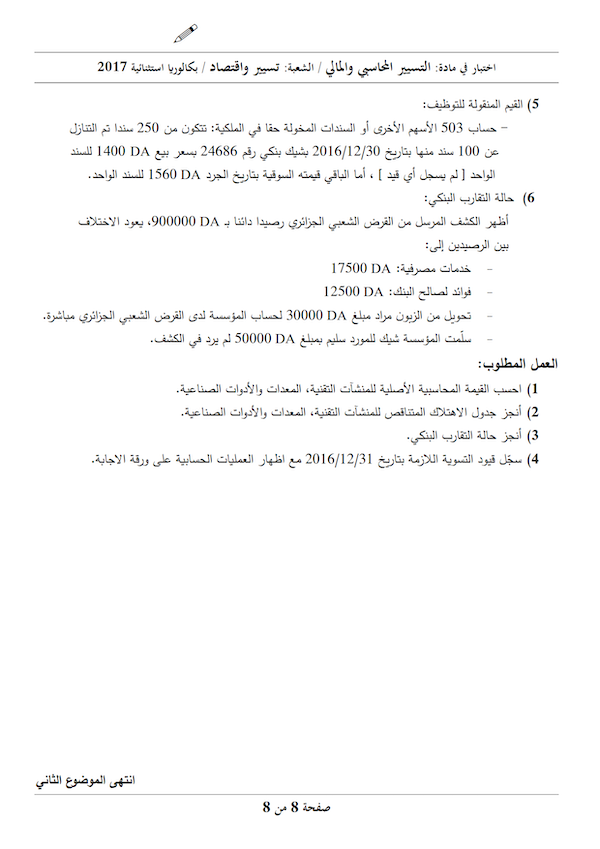 اختبار في مادة: التسيير المحاسبي والمالي / الشعبة: تسيير واقتصاد / بكالوريا استثنائية 2017
5) القيم المنقولة للتوظيف:
– حساب 503 الأسهم الأخرى أو السندات المخولة حقا في الملكية: تتكون من 250 سندا تم التنازل
عن 100 سند منها بتاريخ 2016/12/30 بشيك بنكي رقم 24686 بسعر بيع 1400 DA للسند
الواحد [ لم يسجل أي قيد ] ، أما الباقي قيمته السوقية بتاريخ الجرد 1560 DA للسند الواحد.
6) حالة التقارب البنكي:
أظهر الكشف المرسل من القرض الشعبي الجزائري رصيدا دائنا بـ 900000 DA، يعود الاختلاف
بين الرصيدين إلى:
- خدمات مصرفية: 17500 DA
- فوائد لصالح البنك: 12500 DA
- تحويل من الزبون مراد مبلغ 30000 DA لحساب المؤسسة لدى القرض الشعبي الجزائري مباشرة.
- سلّمت المؤسسة شيك للمورد سليم بمبلغ 50000 DA لم يرد في الكشف.
العمل المطلوب:
1) احسب القيمة المحاسبية الأصلية للمنشآت التقنية، المعدات والأدوات الصناعية.
2) أنجز جدول الاهتلاك المتناقص للمنشآت التقنية، المعدات والأدوات الصناعية.
3) أنجز حالة التقارب البنكي.
4) سجّل قيود التسوية اللازمة بتاريخ 2016/12/31 مع اظهار العمليات الحسابية على ورقة الاجابة.
انتهى الموضوع الثاني
صفحة 8 من 8